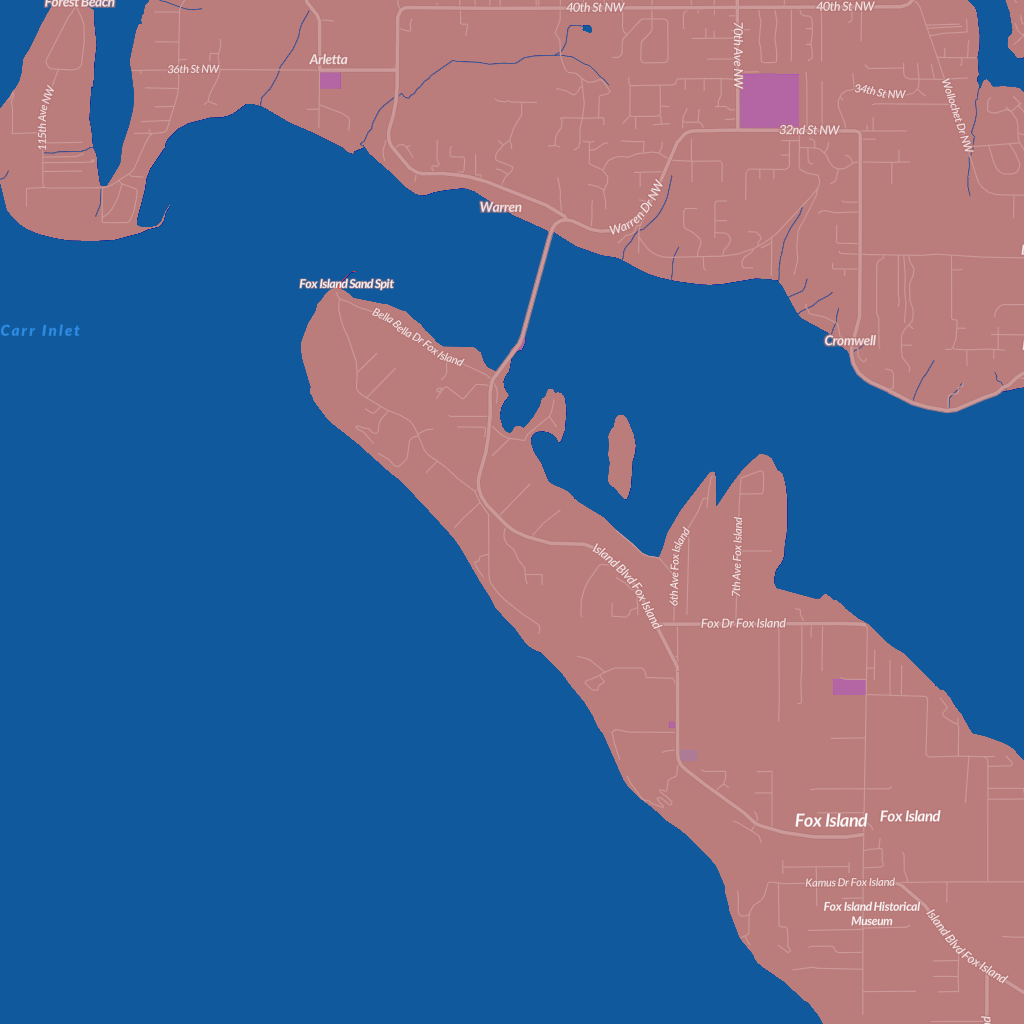 Forest Beach
40th St NW
40th St NW
70th Ave NW
Arletta
36th St NW
34th St NW
Wollochet Dr NW
115th Ave NW
32nd St NW
Warren
Warren Dr NW
Fox Island Sand Spit
Carr Inlet
Bella Bella Dr Fox Island
Cromwell
Island Blvd Fox Island
6th Ave Fox Island
7th Ave Fox Island
Fox Dr Fox Island
Fox Island
Fox Island
Kamus Dr Fox Island
Fox Island Historical
Museum
Island Blvd Fox Island